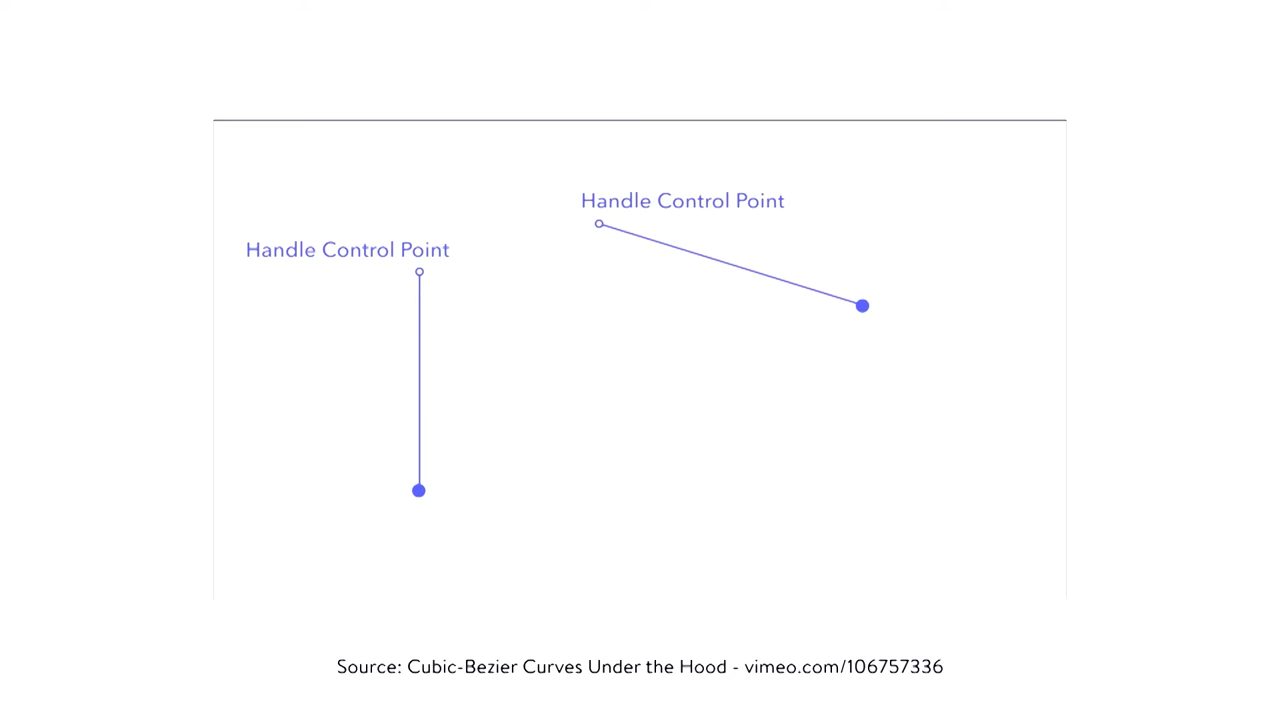 Handle Control Point
Handle Control Point
Source: Cubic-Bezier Curves Under the Hood - vimeo.com/106757336